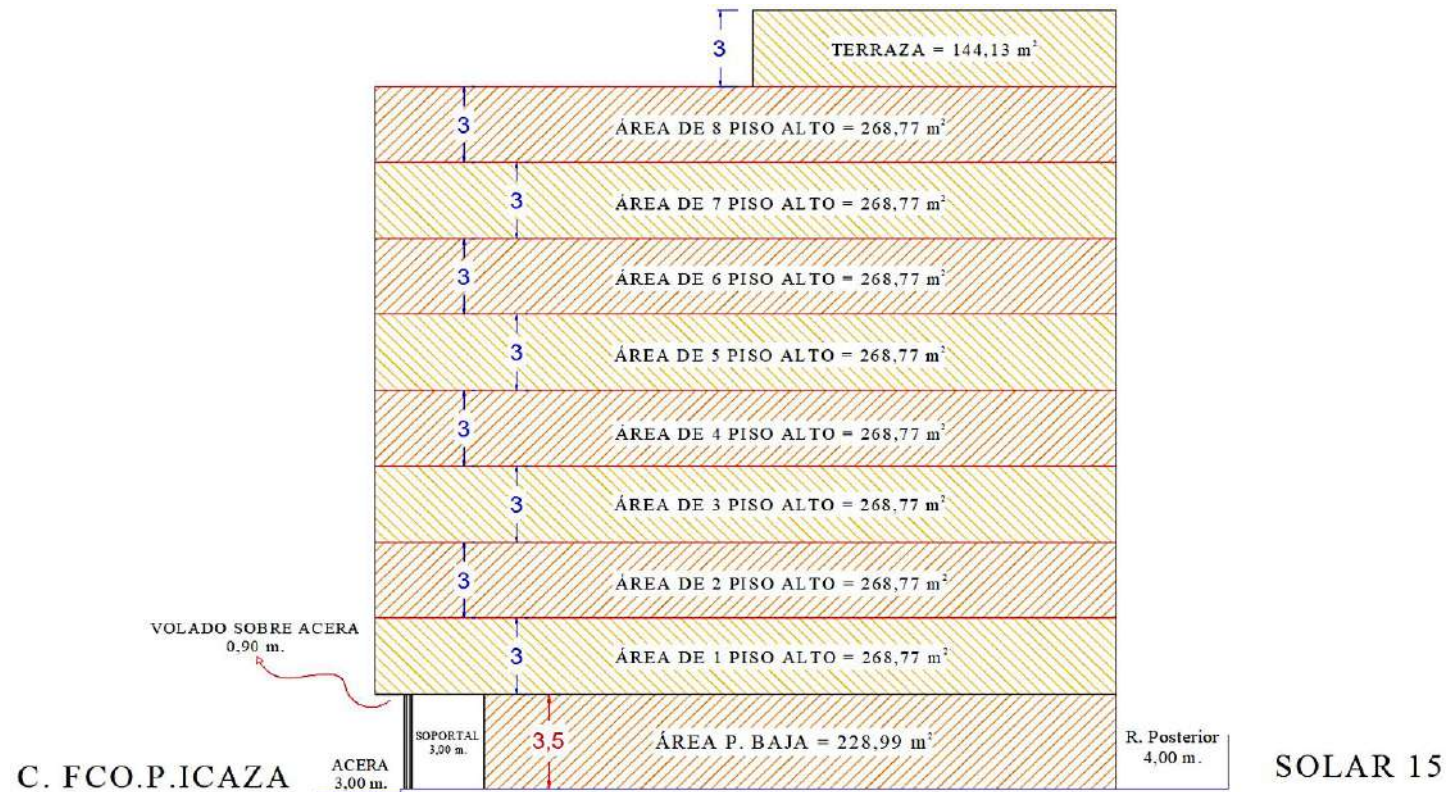 3
TERRAZA = 144,13 m²
3
ÁREA DE 8 PISO ALTO = 268,77 m²
3
ÁREA DE 7 PISO ALTO = 268,77 m²
3
ÁREA DE 6 PISO ALTO = 268,77 m²
3
ÁREA DE 5 PISO ALTO = 268,77 m²
3
ÁREA DE 4 PISO ALTO = 268,77 m²
3
ÁREA DE 3 PISO ALTO = 268,77 m²
3
ÁREA DE 2 PISO ALTO = 268,77 m²
VOLADO SOBRE ACERA
0,90 m.
3
ÁREA DE 1 PISO ALTO = 268,77 m²
SOPORTAL
3,00 m.
3,5
ÁREA P. BAJA = 228,99 m²
R. Posterior
4,00 m.
C. FCO.P.ICAZA
ACERA
3,00 m.
SOLAR 15